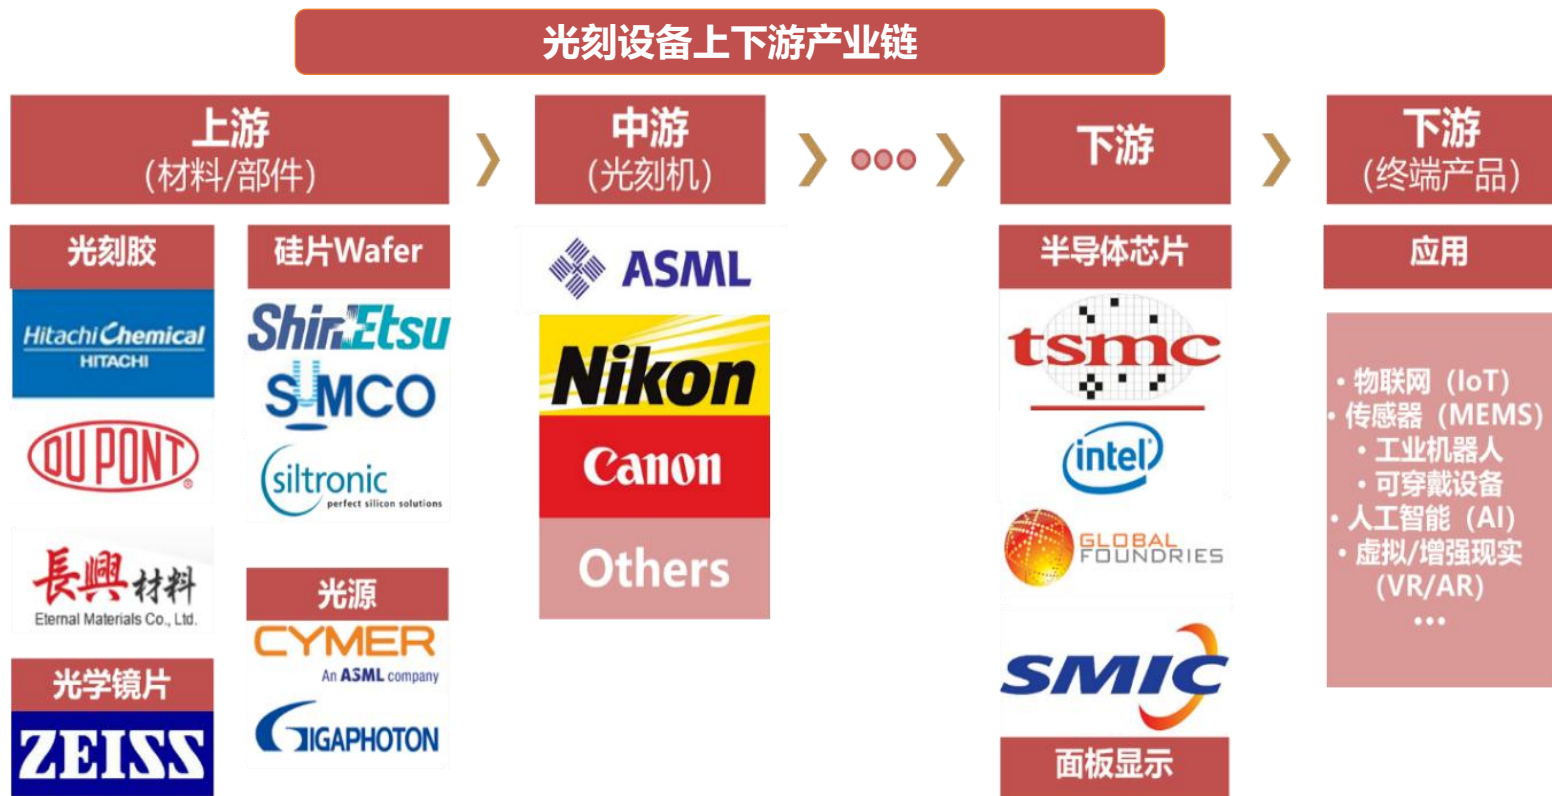 光刻设备上下游产业链
上游
(材料/部件)
中游
(光刻机)
下游
下游
(终端产品)
光刻胶
Hitachi Chemical
HITACHI
DU PONT
®
長興材料
Eternal Materials Co., Ltd.
光学镜片
ZEISS
硅片Wafer
ShinEtsu
SUMCO
siltronic
perfect silicon solutions
光源
CYMER
An ASML company
GIGAPHOTON
ASML
Nikon
Canon
Others
半导体芯片
tsmc
intel
GLOBAL
FOUNDRIES
SMIC
面板显示
应用
• 物联网（IoT）
• 传感器（MEMS）
• 工业机器人
• 可穿戴设备
• 人工智能（AI）
• 虚拟/增强现实
(VR/AR)
•••